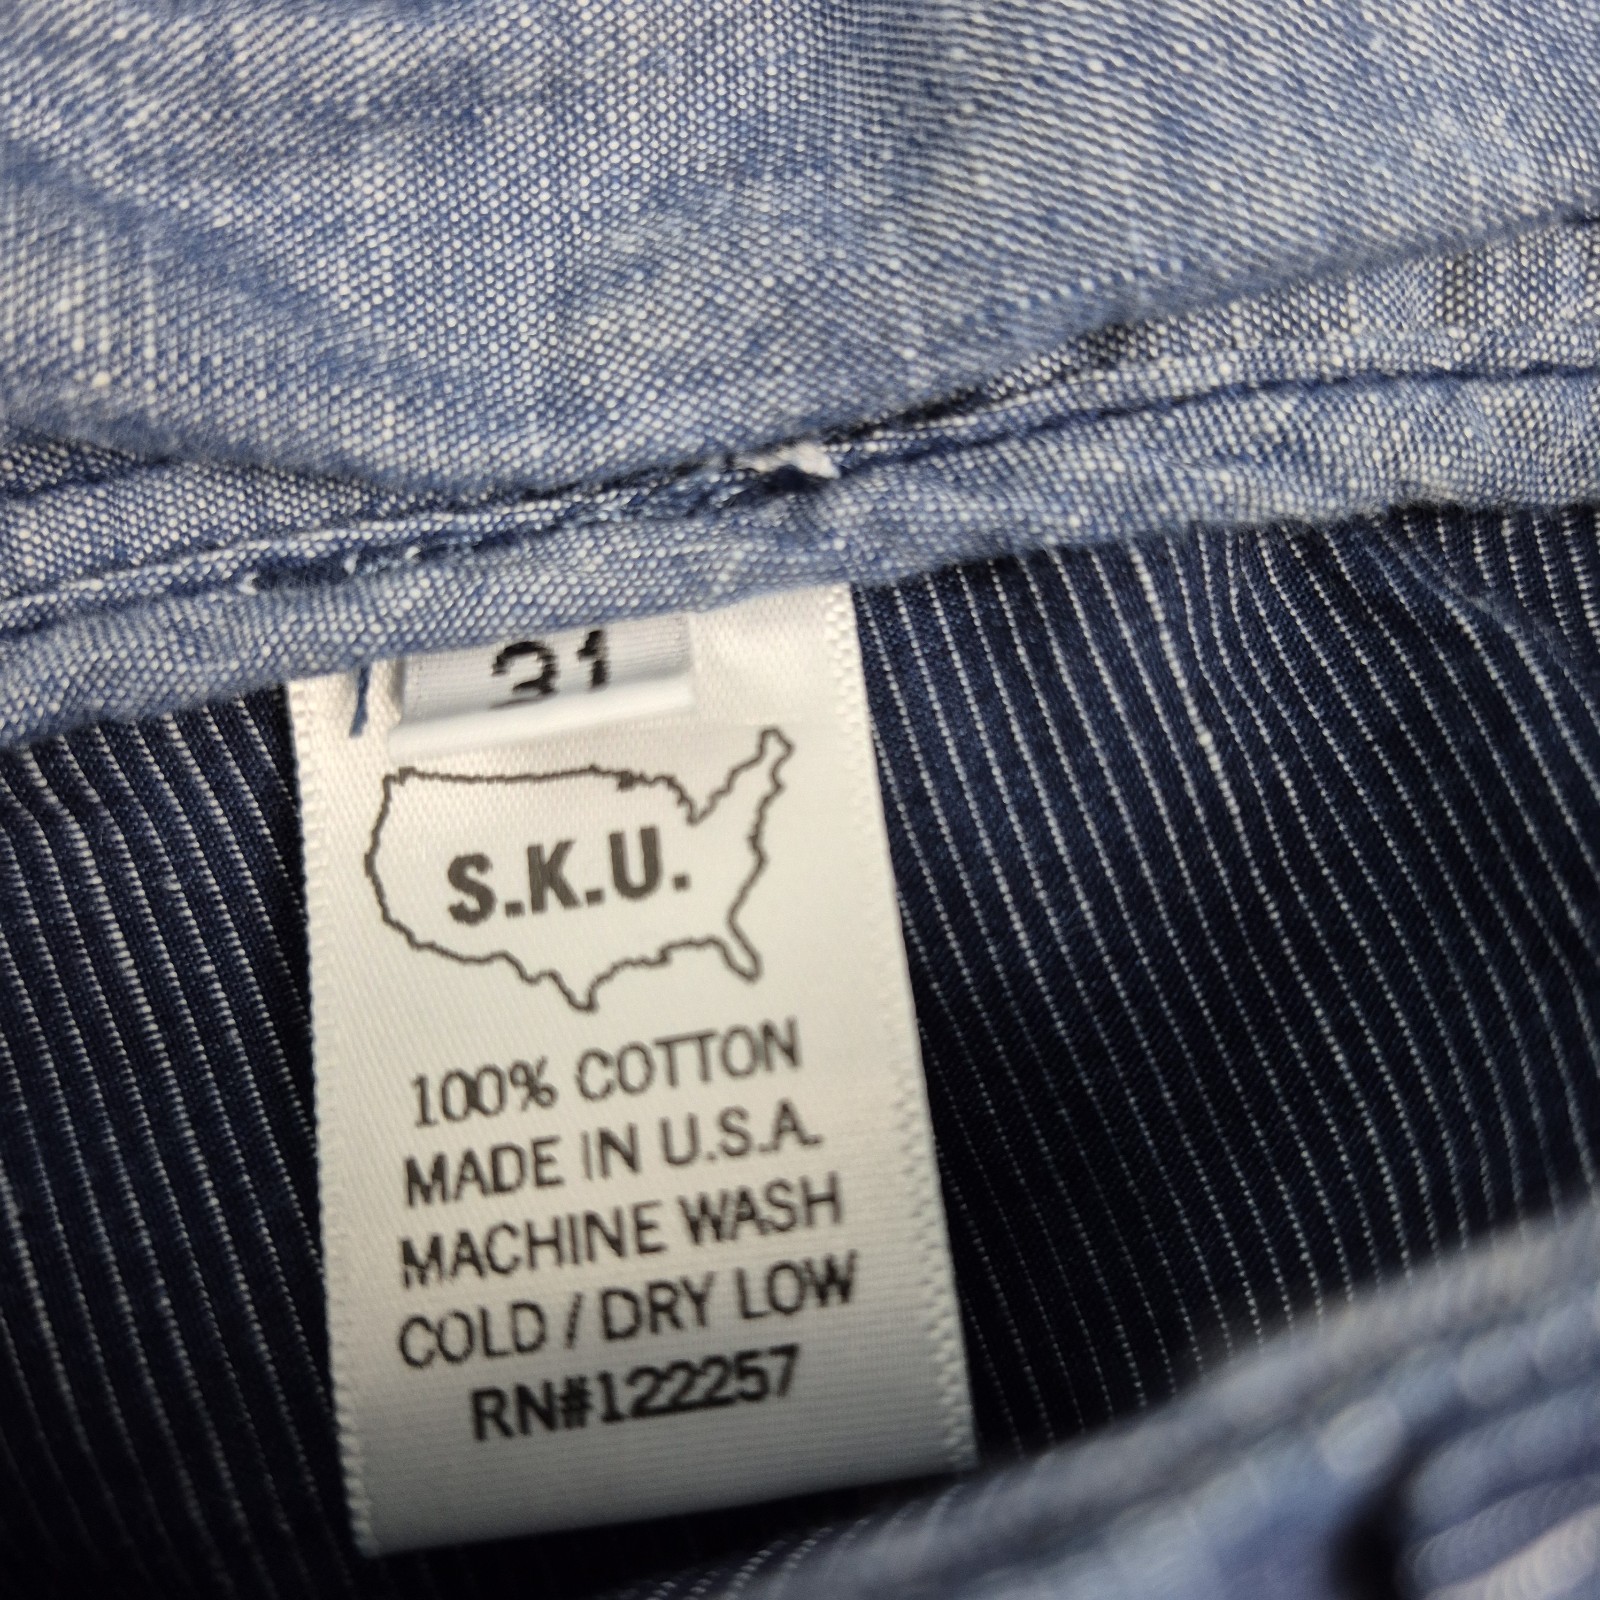 31
S.K.U.
100% COTTON
MADE IN U.S.A.
MACHINE WASH
COLD / DRY LOW
RN#122257